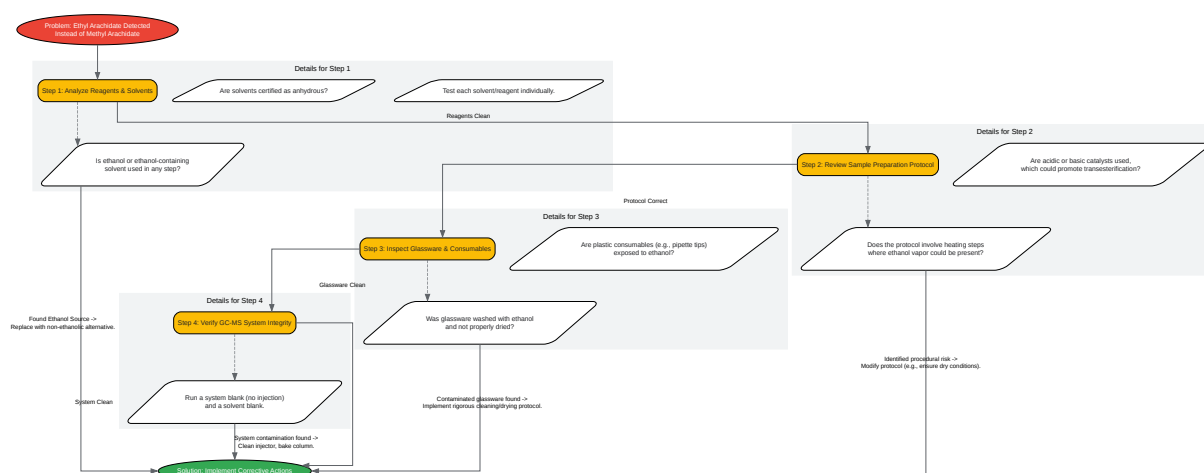 Problem: Ethyl Arachidate Detected
Instead of Methyl Arachidate
Details for Step 1
Step 1: Analyze Reagents & Solvents
Are solvents certified as anhydrous?
Test each solvent/reagent individually.
Reagents Clean
Is ethanol or ethanol-containing
solvent used in any step?
Details for Step 2
Step 2: Review Sample Preparation Protocol
Are acidic or basic catalysts used,
which could promote transesterification?
Does the protocol involve heating steps
where ethanol vapor could be present?
Protocol Correct
Details for Step 3
Step 3: Inspect Glassware & Consumables
Are plastic consumables (e.g., pipette tips)
exposed to ethanol?
Was glassware washed with ethanol
and not properly dried?
Glassware Clean
Details for Step 4
Step 4: Verify GC-MS System Integrity
Run a system blank (no injection)
and a solvent blank.
Found Ethanol Source ->
Replace with non-ethanolic alternative.
Identified procedural risk ->
Modify protocol (e.g., ensure dry conditions).
System Clean
Contaminated glassware found ->
Implement rigorous cleaning/drying protocol.
System contamination found ->
Clean injector, bake column.
Solution: Implement Corrective Actions